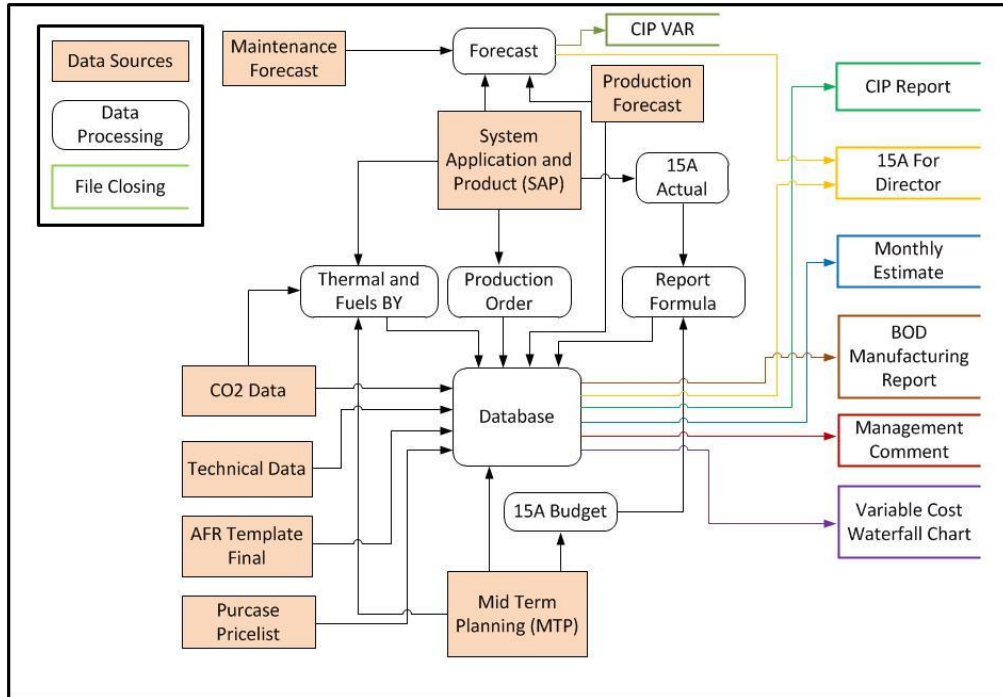 Data Sources
Data
Processing
File Closing
Maintenance
Forecast
Forecast
CIP VAR
Production
Forecast
System
Application and
Product (SAP)
15A
Actual
CIP Report
15A For
Director
Monthly
Estimate
Thermal and
Fuels BY
Production
Order
Report
Formula
BOD
Manufacturing
Report
CO2 Data
Database
Management
Comment
Technical Data
15A Budget
Variable Cost
Waterfall Chart
AFR Template
Final
Mid Term
Planning (MTP)
Purcase
Pricelist